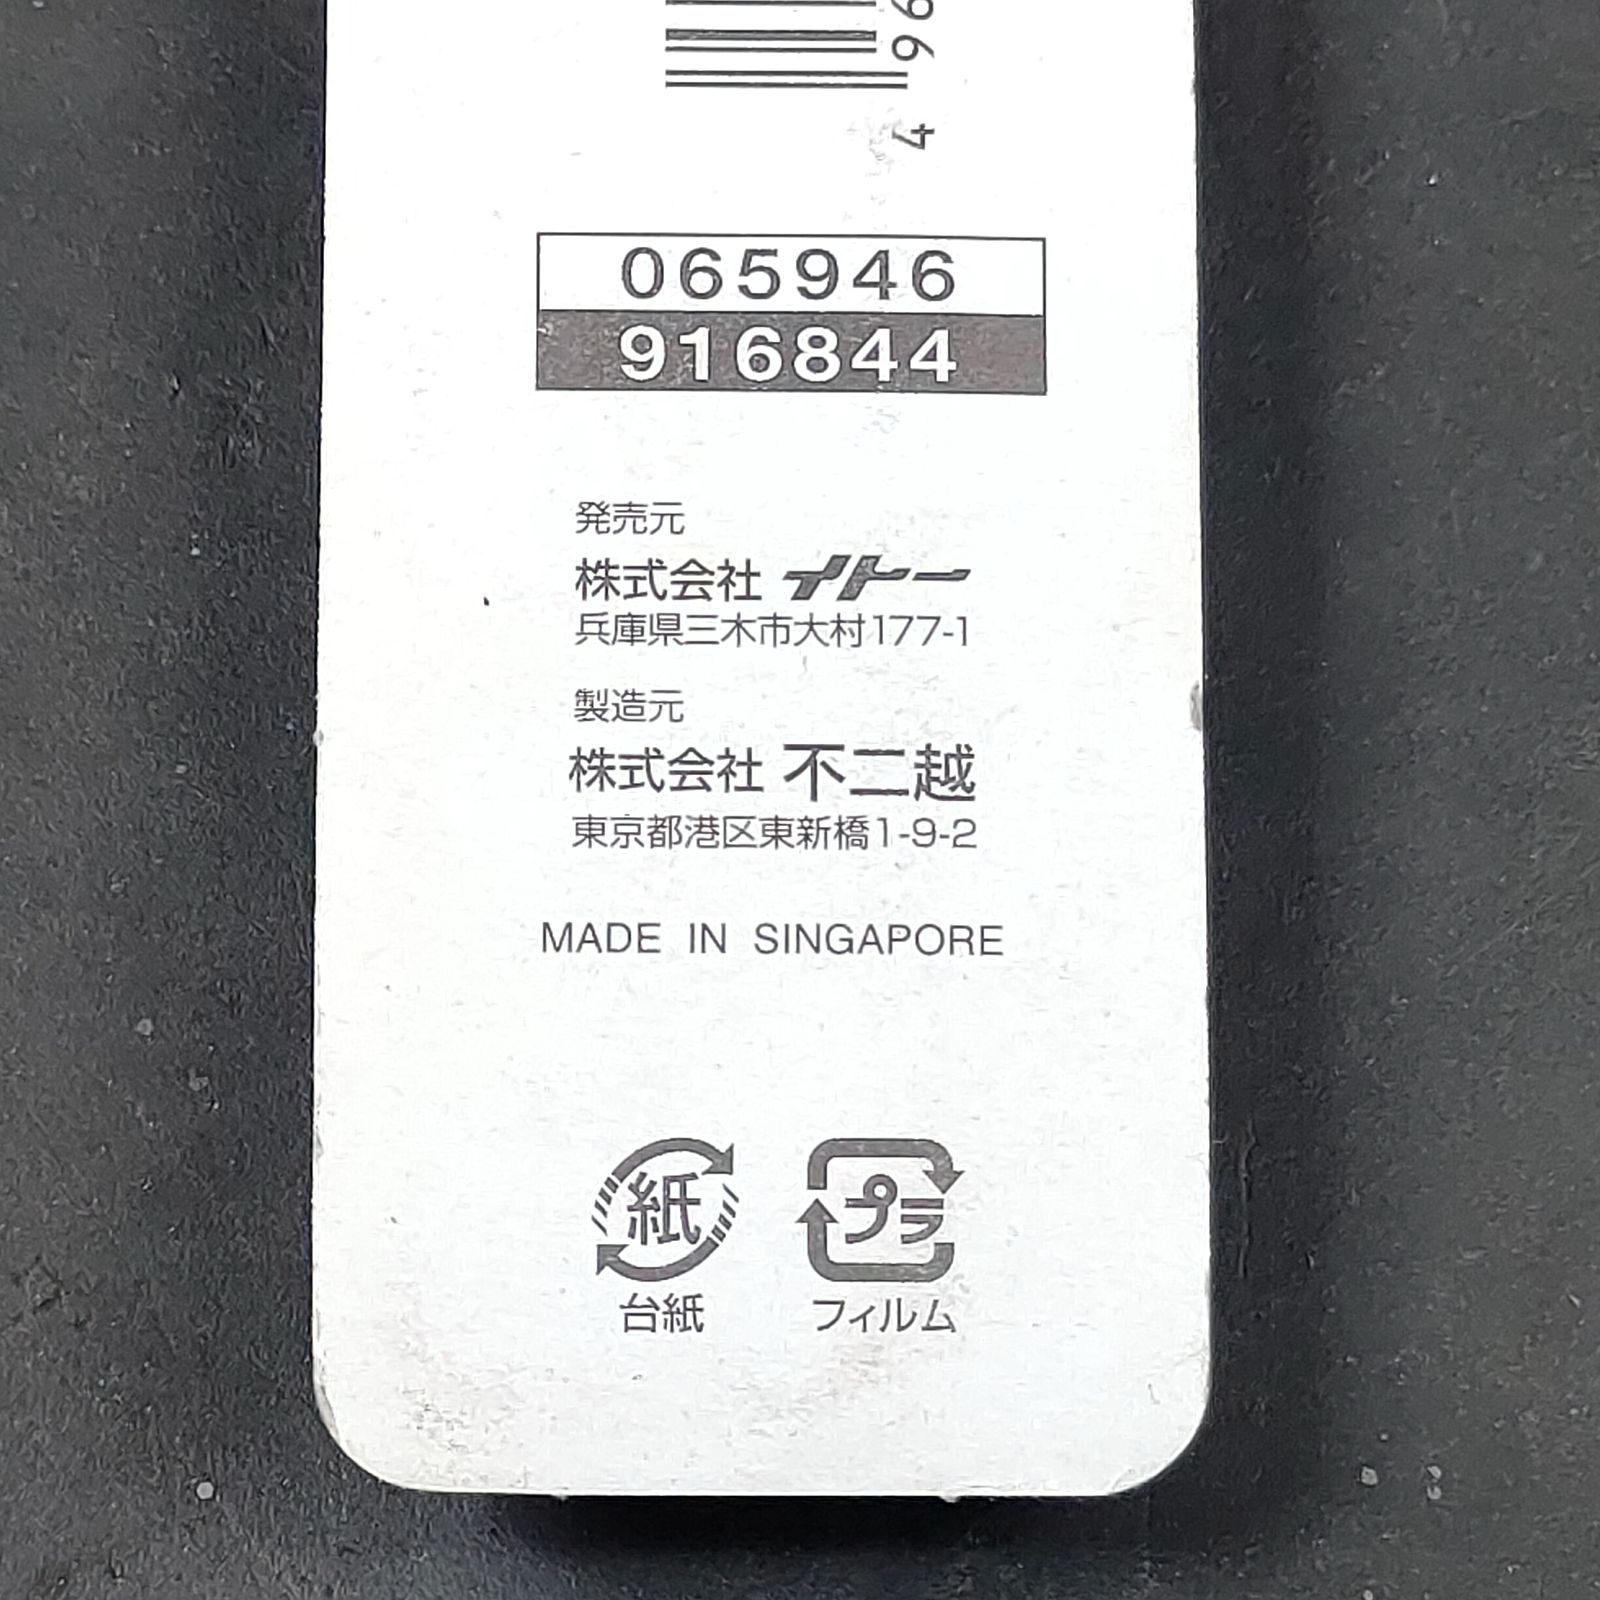 96
4
065946
916844
発売元
株式会社 イトー
兵庫県三木市大村177-1
製造元
株式会社 不二越
東京都港区東新橋1-9-2
MADE IN SINGAPORE
紙 プラ
台紙 フィルム